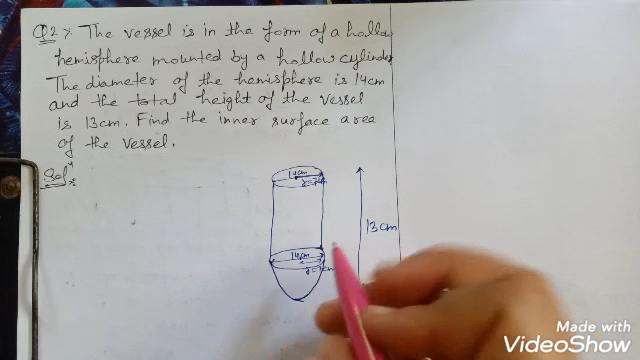 Q2 > The vessel is in the form of a hollow
hemisphere mounted by a hollow cylinder
The diameter of the hemisphere is 14cm
and the total height of the vessel
is 13cm. Find the inner surface area
of the vessel.
Solⁿ
14cm
13cm
14cm
Made with
VideoShow